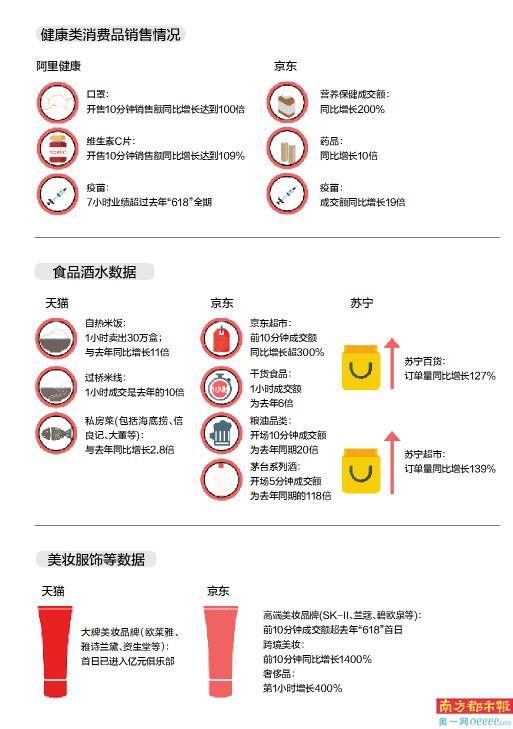 健康类消费品销售情况
阿里健康
口罩:
开售10分钟销售额同比增长达到100倍
维生素C片:
开售10分钟销售额同比增长达到109%
疫苗:
7小时业绩超过去年“618”全期
京东
营养保健成交额:
同比增长200%
药品:
同比增长10倍
疫苗:
成交额同比增长19倍
食品酒水数据
天猫
自热米饭:
1小时卖出30万盒;
与去年同比增长11倍
过桥米线:
1小时成交是去年的10倍
私房菜(包括海底捞、信
良记、大董等):
与去年同比增长2.8倍
京东
京东超市:
前10分钟成交额
同比增长超300%
干货食品:
1小时成交额
为去年6倍
1小时
粮油品类:
开场10分钟成交额
为去年同期20倍
茅台系列酒:
开场5分钟成交额
为去年同期的118倍
苏宁
苏宁百货:
订单量同比增长127%
苏宁超市:
订单量同比增长139%
美妆服饰等数据
天猫
大牌美妆品牌(欧莱雅、
雅诗兰黛、资生堂等):
首日已进入亿元俱乐部
京东
高端美妆品牌(SK-II、兰蔻、碧欧泉等):
前10分钟成交额超去年“618”首日
跨境美妆:
前10分钟同比增长1400%
奢侈品:
第1小时增长400%
南方都市报
奥一网oeeee.com